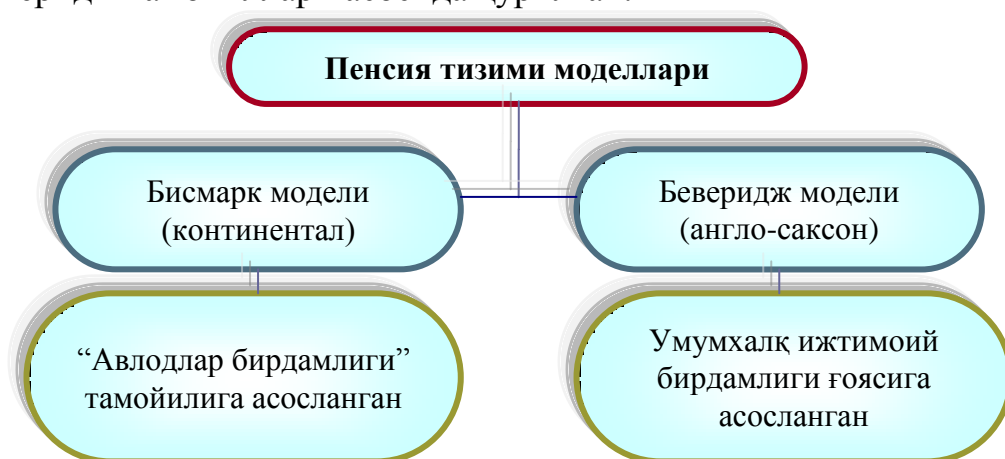 Пенсия тизими моделлари
Бисмарк модели
(континентал)
Беверидж модели
(англо-саксон)
“Авлодлар бирдамлиги”
тамойилига асосланган
Умумхалқ ижтимоий
бирдамлиги ғоясига
асосланган